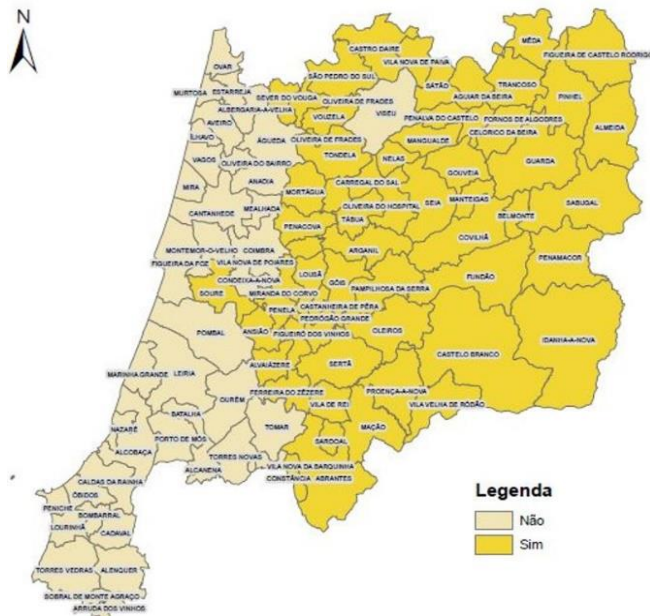 N
CASTRO DAIRE
MÊDA
FIGUEIRA DE CASTELO RODRIGO
OVAR
VILA NOVA DE PAIVA
SÃO PEDRO DO SUL
TRANCOSO
PINHEL
MURTOSA
ESTARREJA
SEVER DO VOUGA
OLIVEIRA DE FRADES
SÁTÃO
AGUIAR DA BEIRA
ALBERGARIA-A-VELHA
VOUZELA
VISEU
PENALVA DO CASTELO
FORNOS DE ALGODRES
ALMEIDA
AVEIRO
ÍLHAVO
ÁGUEDA
OLIVEIRA DE FRADES
MANGUALDE
CELORICO DA BEIRA
VAGOS
OLIVEIRA DO BAIRRO
TONDELA
NELAS
GOUVEIA
GUARDA
MIRA
ANADIA
MORTÁGUA
CARREGAL DO SAL
SEIA
MANTEIGAS
SABUGAL
CANTANHEDE
MEALHADA
OLIVEIRA DO HOSPITAL
TÁBUA
BELMONTE
PENACOVA
COVILHÃ
MONTEMOR-O-VELHO
COIMBRA
ARGANIL
PENAMACOR
FIGUEIRA DA FOZ
VILA NOVA DE POIARES
LOUSÃ
GÓIS
FUNDÃO
CONDEIXA-A-NOVA
PAMPILHOSA DA SERRA
SOURE
MIRANDA DO CORVO
PENELA
CASTANHEIRA DE PÊRA
PEDRÓGÃO GRANDE
POMBAL
ANSIÃO
FIGUEIRÓ DOS VINHOS
OLEIROS
IDANHA-A-NOVA
CASTELO BRANCO
ALVAIÁZERE
SERTÃ
MARINHA GRANDE
LEIRIA
FERREIRA DO ZÊZERE
PROENÇA-A-NOVA
OURÉM
VILA DE REI
VILA VELHA DE RÓDÃO
BATALHA
NAZARÉ
TOMAR
MAÇÃO
PORTO DE MÓS
SARDOAL
ALCOBAÇA
TORRES NOVAS
ALCANENA
VILA NOVA DA BARQUINHA
CONSTÂNCIA
ABRANTES
CALDAS DA RAINHA
ÓBIDOS
PENICHE
BOMBARRAL
LOURINHÃ
CADAVAL
TORRES VEDRAS
ALENQUER
SOBRAL DE MONTE AGRAÇO
ARRUDA DOS VINHOS
Legenda
Não
Sim